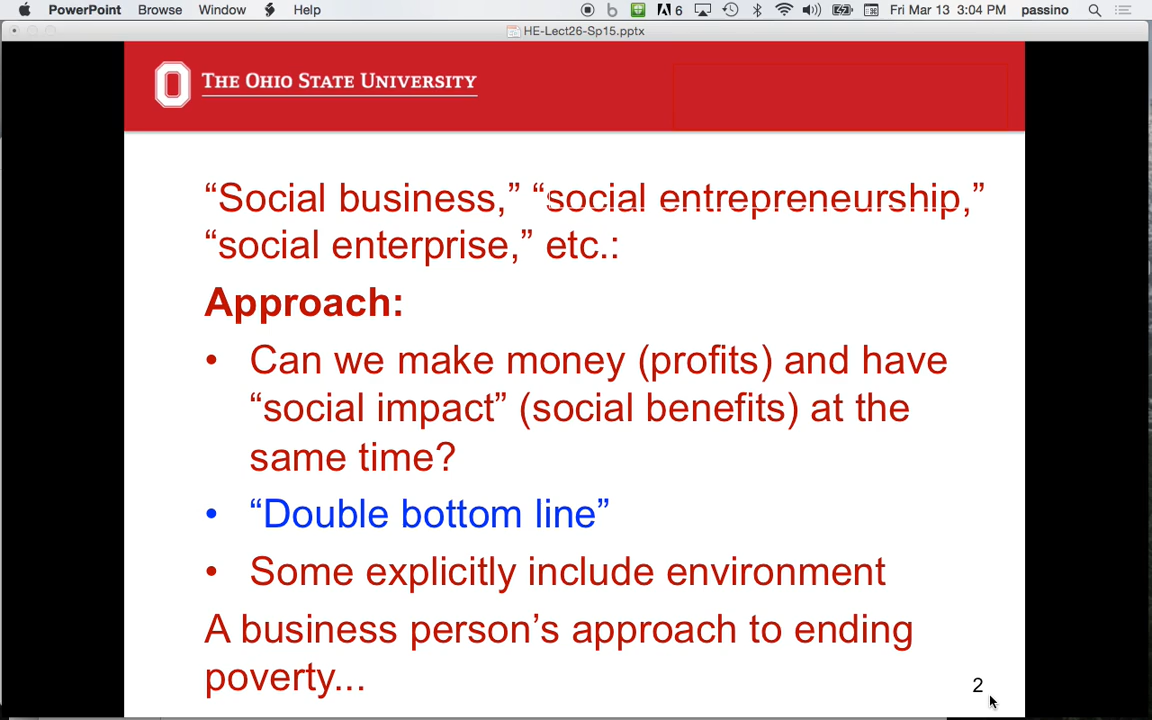 PowerPoint Browse Window Help 6 Fri Mar 13 3:04 PM passino
HE-Lect26-Sp15.pptx
THE OHIO STATE UNIVERSITY
“Social business,” “social entrepreneurship,”
“social enterprise,” etc.:
Approach:
• Can we make money (profits) and have
“social impact” (social benefits) at the
same time?
• “Double bottom line”
• Some explicitly include environment
A business person’s approach to ending
poverty...
2